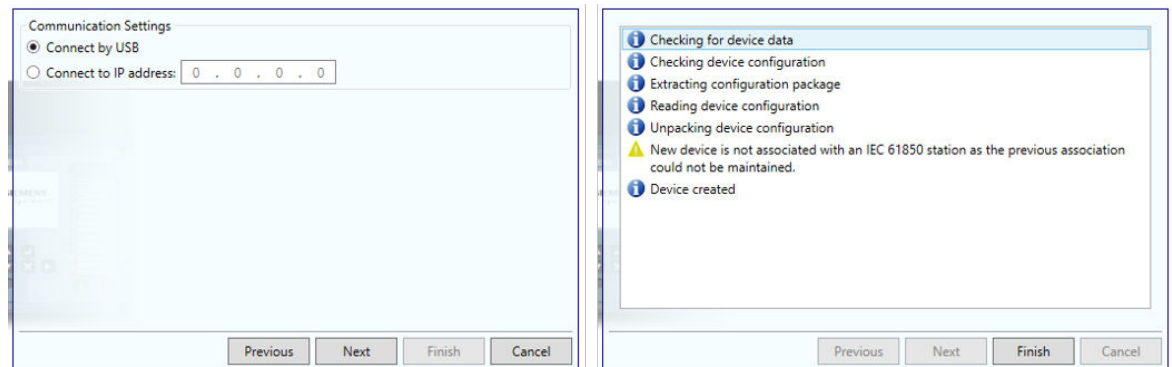 Communication Settings
Connect by USB
Connect to IP address: 0 . 0 . 0 . 0
Previous Next Finish Cancel
Checking for device data
Checking device configuration
Extracting configuration package
Reading device configuration
Unpacking device configuration
New device is not associated with an IEC 61850 station as the previous association
could not be maintained.
Device created
Previous Next Finish Cancel